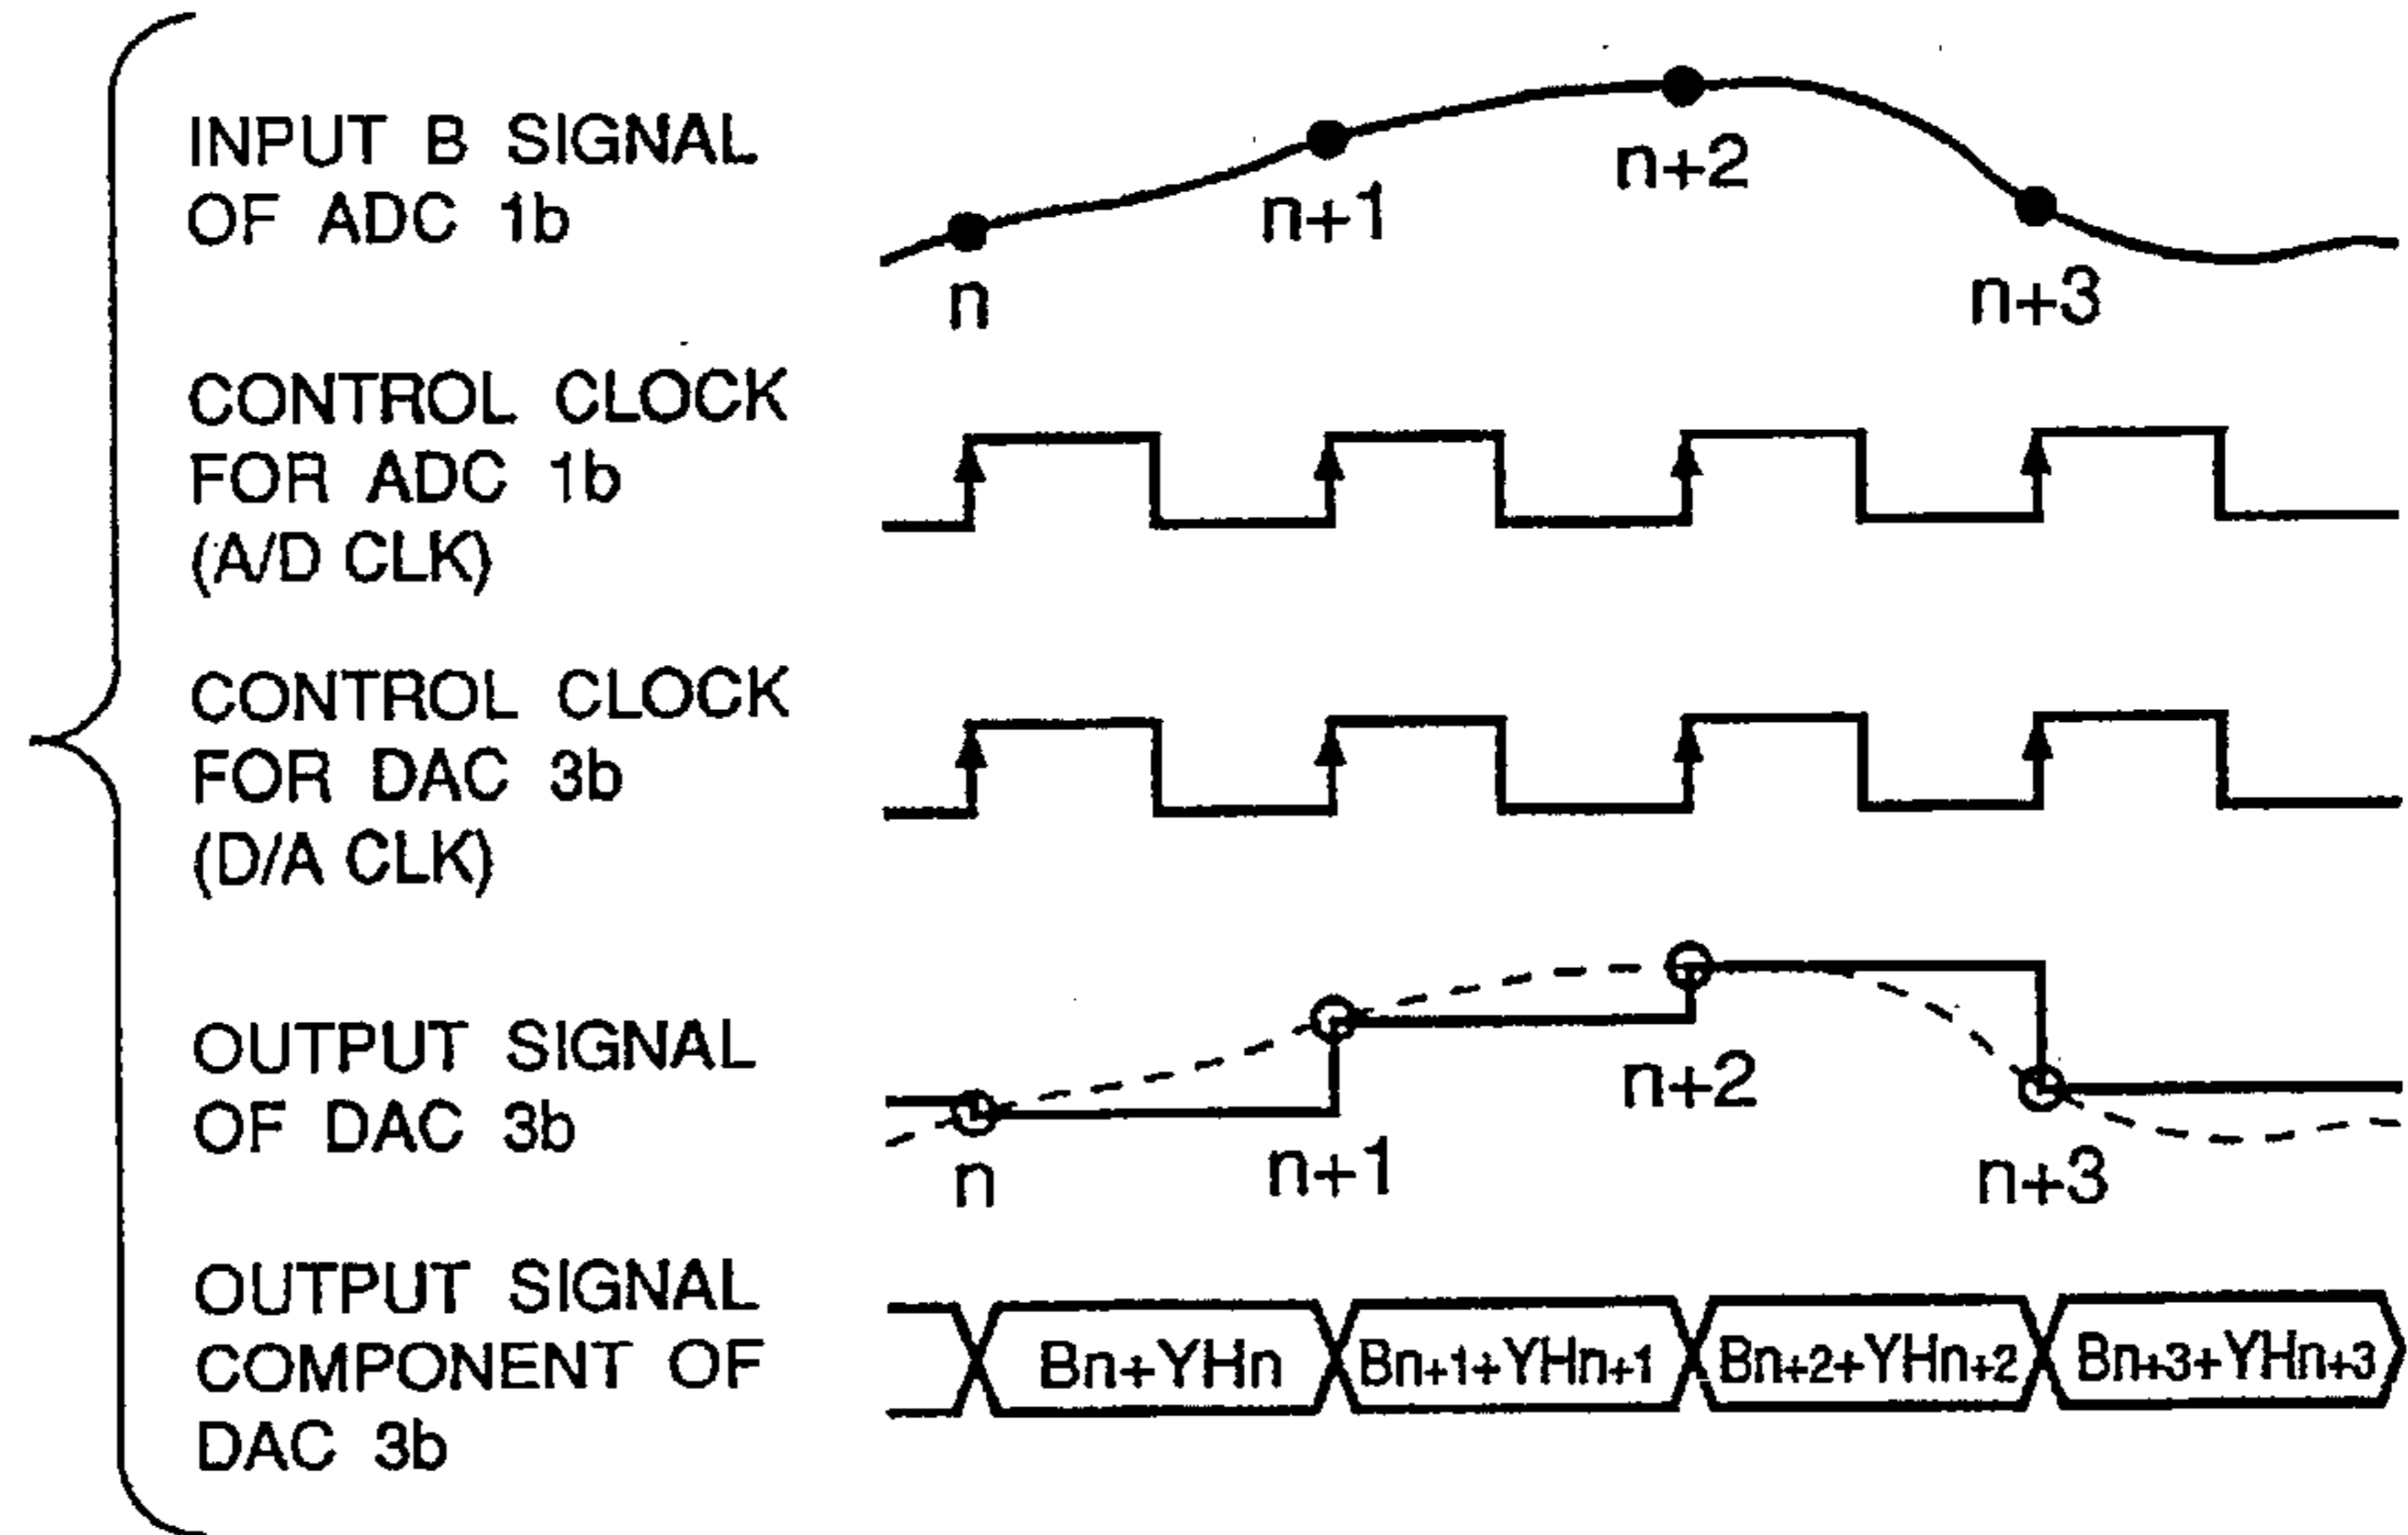 INPUT B SIGNAL
OF ADC 1b
n
n+1
n+2
n+3
CONTROL CLOCK
FOR ADC 1b
(A/D CLK)
CONTROL CLOCK
FOR DAC 3b
(D/A CLK)
OUTPUT SIGNAL
OF DAC 3b
n
n+1
n+2
n+3
OUTPUT SIGNAL
COMPONENT OF
DAC 3b
Bn+YHn
Bn+1+YHn+1
Bn+2+YHn+2
Bn+3+YHn+3